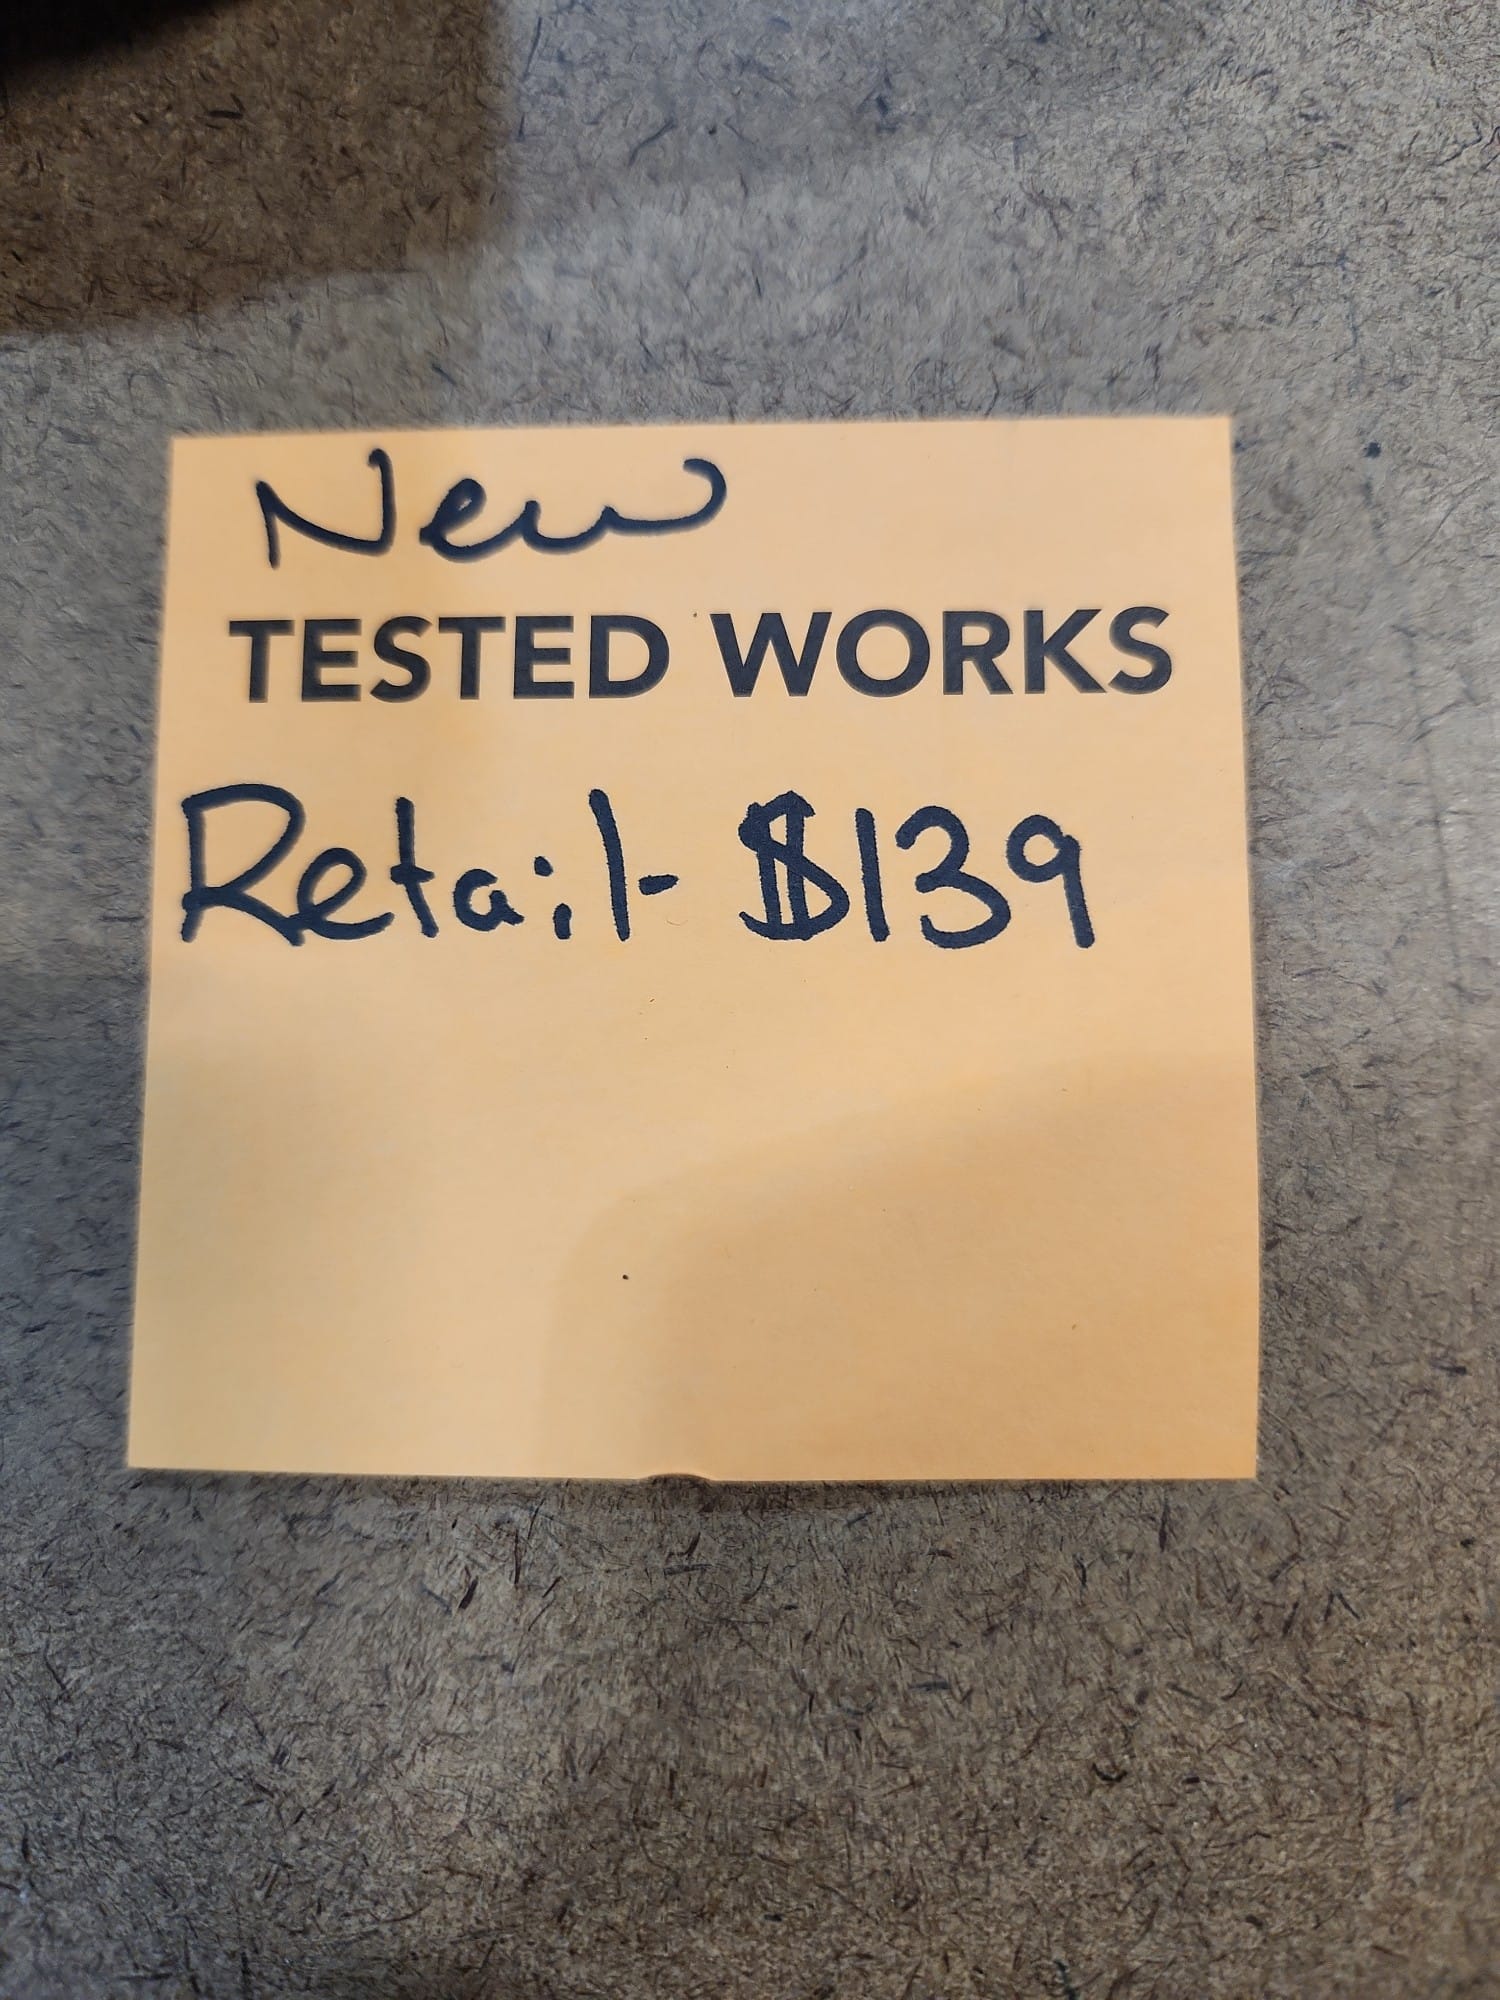 New
TESTED WORKS
Retail- $139